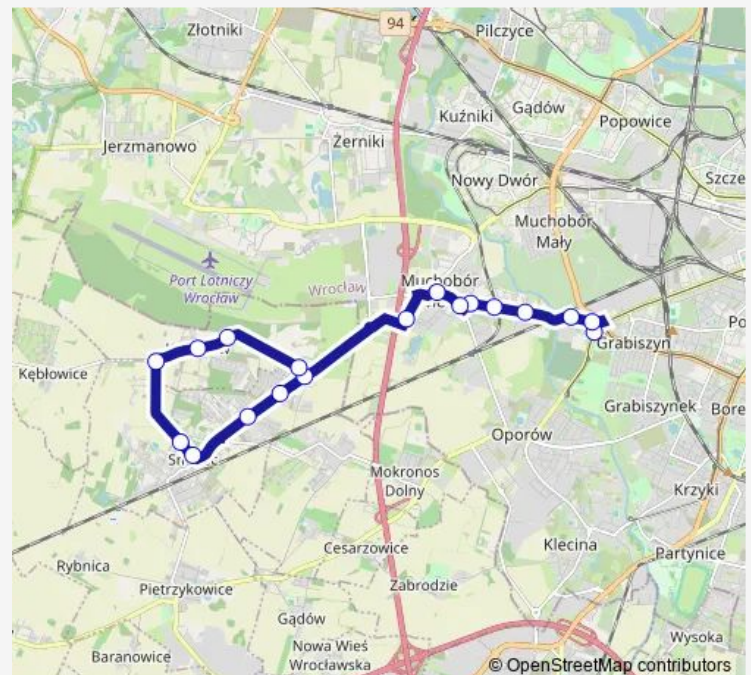 94
Złotniki
Pilczyce
Gądów
Kuźniki
Popowice
Żerniki
Jerzmanowo
Nowy Dwór
Szcze
Muchobór
Mały
Port Lotniczy
Wrocław
Wrocław
Muchobór
Po
Grabiszyn
Kębłowice
Grabiszynek
Bore
Oporów
Mokronos
Dolny
Krzyki
Cesarzowice
Klecina
Partynice
Rybnica
Zabrodzie
Pietrzykowice
Gądów
Wysoka
Nowa Wieś
Wrocławska
Baranowice
© OpenStreetMap contributors